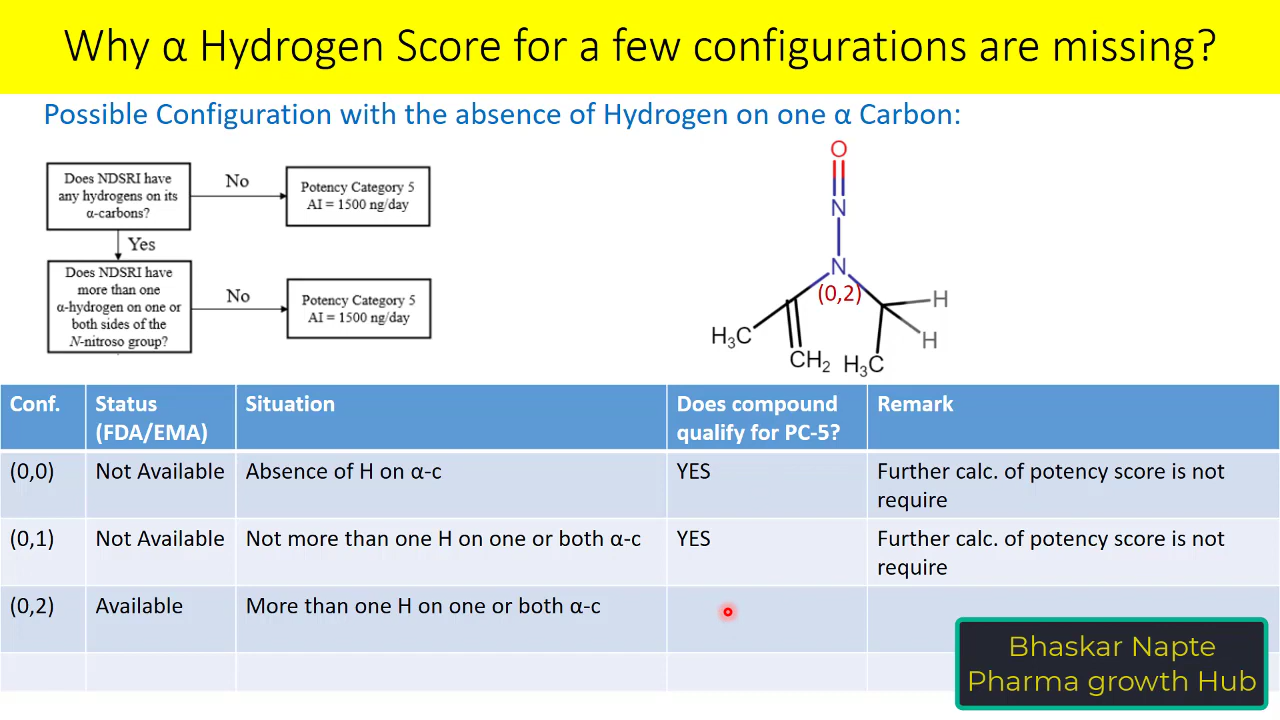 Why α Hydrogen Score for a few configurations are missing?
Possible Configuration with the absence of Hydrogen on one α Carbon:
Does NDSRI have
any hydrogens on its
α-carbons?
No
Potency Category 5
AI = 1500 ng/day
Yes
Does NDSRI have
more than one
α-hydrogen on one or
both sides of the
N-nitroso group?
No
Potency Category 5
AI = 1500 ng/day
O
N
N
(0,2)
H
H
H₃C
CH₂
H₃C
Conf.
Status
(FDA/EMA)
Situation
Does compound
qualify for PC-5?
Remark
(0,0)
Not Available
Absence of H on α-c
YES
Further calc. of potency score is not
require
(0,1)
Not Available
Not more than one H on one or both α-c
YES
Further calc. of potency score is not
require
(0,2)
Available
More than one H on one or both α-c
Bhaskar Napte
Pharma growth Hub